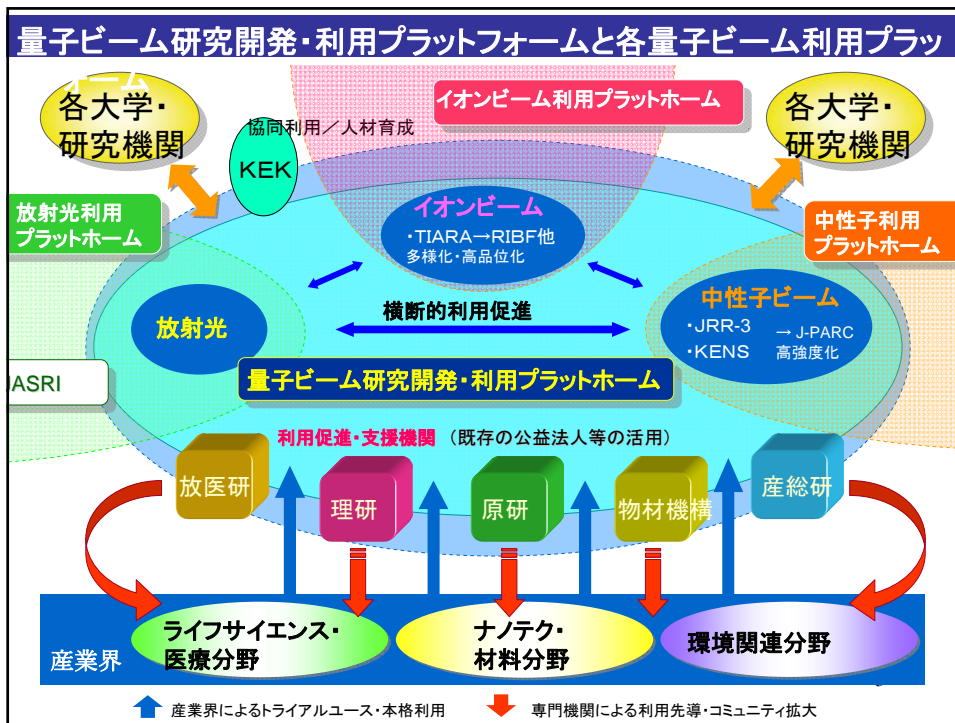 量子ビーム研究開発・利用プラットフォームと各量子ビーム利用プラッ
ォーム
各大学・
研究機関
協同利用／人材育成
KEK
イオンビーム利用プラットホーム
各大学・
研究機関
放射光利用
プラットホーム
イオンビーム
・TIARA→RIBF他
多様化・高品位化
中性子利用
プラットホーム
放射光
横断的利用促進
中性子ビーム
・JRR-3 → J-PARC
・KENS 高強度化
JASRI
量子ビーム研究開発・利用プラットホーム
利用促進・支援機関 （既存の公益法人等の活用）
放医研
理研
原研
物材機構
産総研
産業界
ライフサイエンス・
医療分野
ナノテク・
材料分野
環境関連分野
産業界によるトライアルユース・本格利用
専門機関による利用先導・コミュニティ拡大